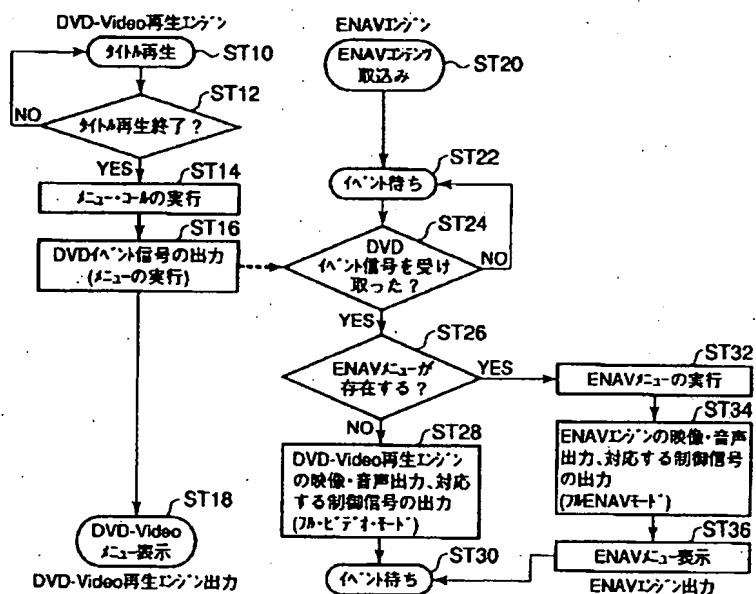 DVD-Video再生エンジン
タイトル再生
ST10
ST12
NO
タイトル再生終了?
YES
ST14
メニュー・コールの実行
ST16
DVDイベント信号の出力
(メニューの実行)
ST18
DVD-Video
メニュー表示
DVD-Video再生エンジン出力
ENAVエンジン
ENAVコンテンツ
取込み
ST20
ST22
イベント待ち
ST24
DVD
イベント信号を受け
取った?
NO
YES
ST26
ENAVメニューが
存在する?
YES
NO
ST28
DVD-Video再生エンジン
の映像・音声出力、対応
する制御信号の出力
(フル・ビデオ・モード)
ST30
イベント待ち
ST32
ENAVメニューの実行
ST34
ENAVエンジンの映像・音声
出力、対応する制御信号
の出力
(フルENAVモード)
ST36
ENAVメニュー表示
ENAVエンジン出力